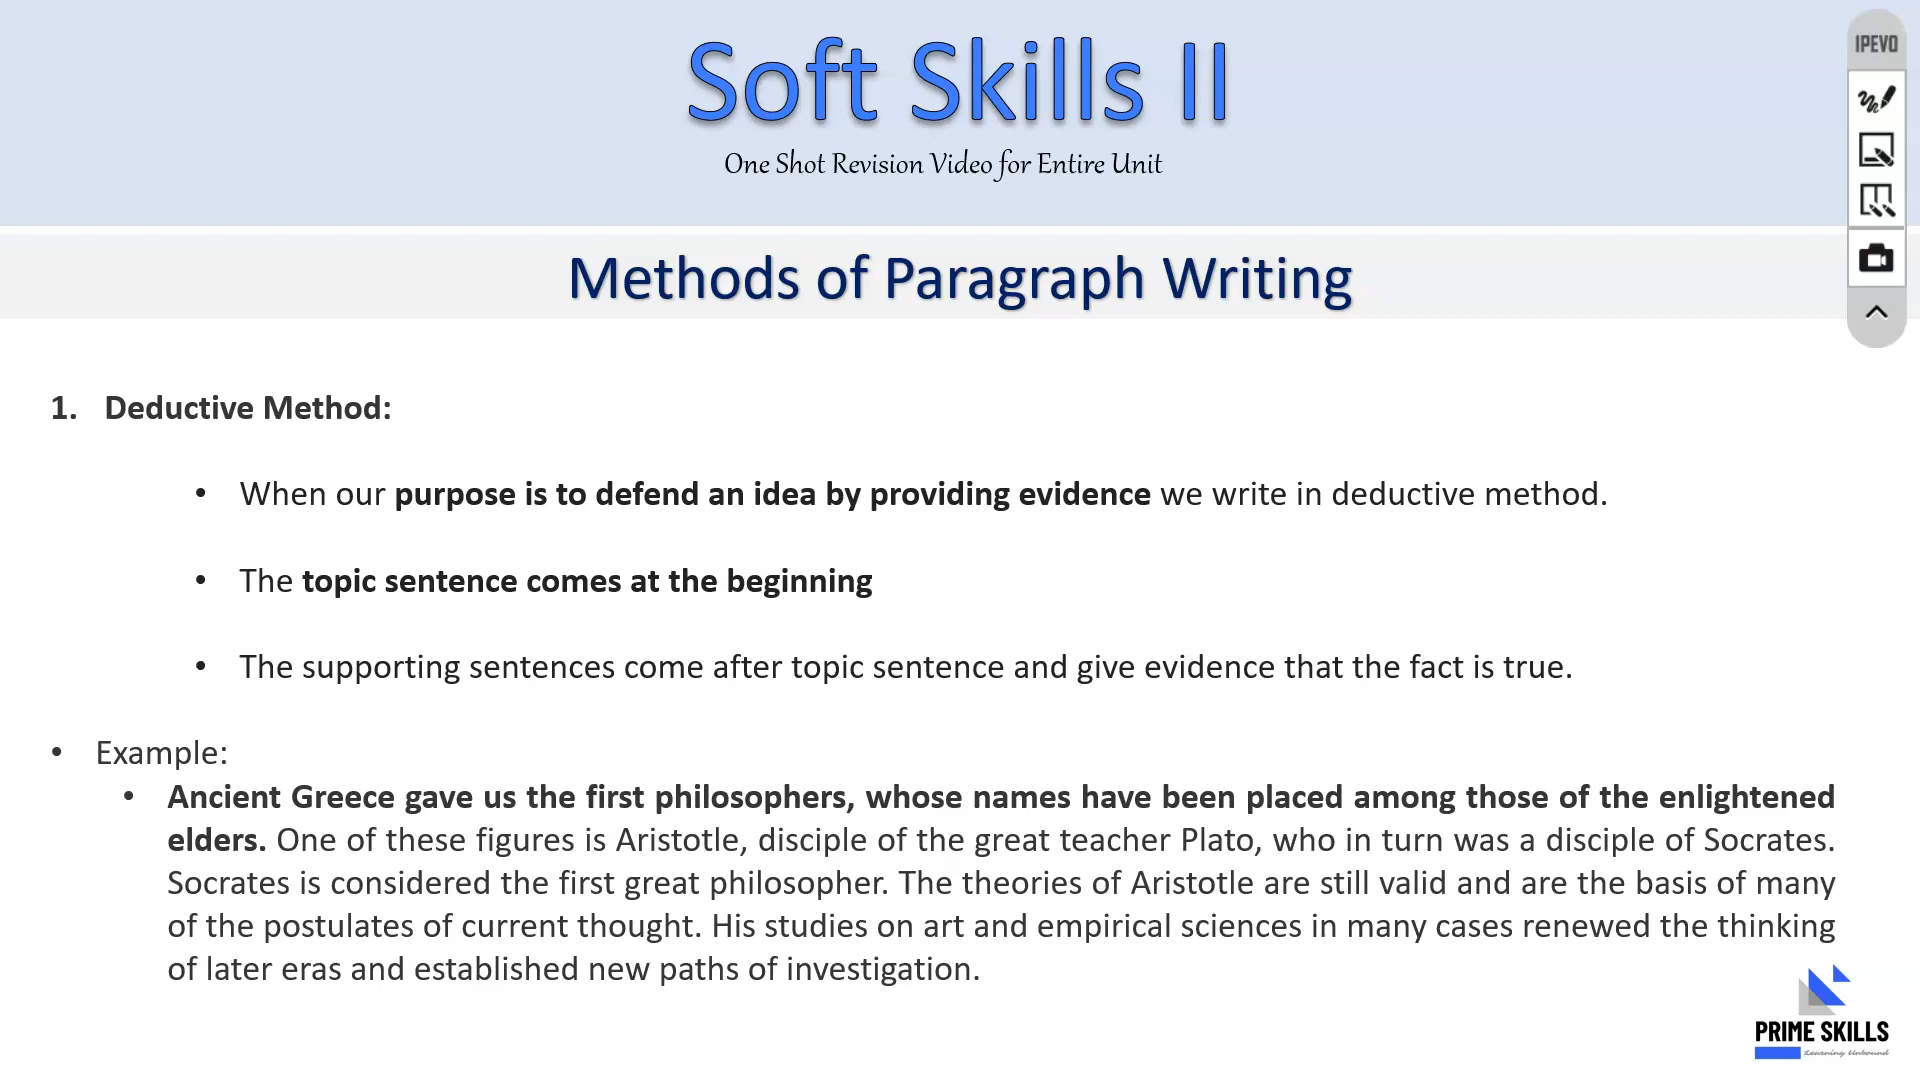 Soft Skills II
One Shot Revision Video for Entire Unit
IPEVO
Methods of Paragraph Writing
1. Deductive Method:
• When our purpose is to defend an idea by providing evidence we write in deductive method.
• The topic sentence comes at the beginning
• The supporting sentences come after topic sentence and give evidence that the fact is true.
• Example:
• Ancient Greece gave us the first philosophers, whose names have been placed among those of the enlightened
elders. One of these figures is Aristotle, disciple of the great teacher Plato, who in turn was a disciple of Socrates.
Socrates is considered the first great philosopher. The theories of Aristotle are still valid and are the basis of many
of the postulates of current thought. His studies on art and empirical sciences in many cases renewed the thinking
of later eras and established new paths of investigation.
PRIME SKILLS
Learning Unbound